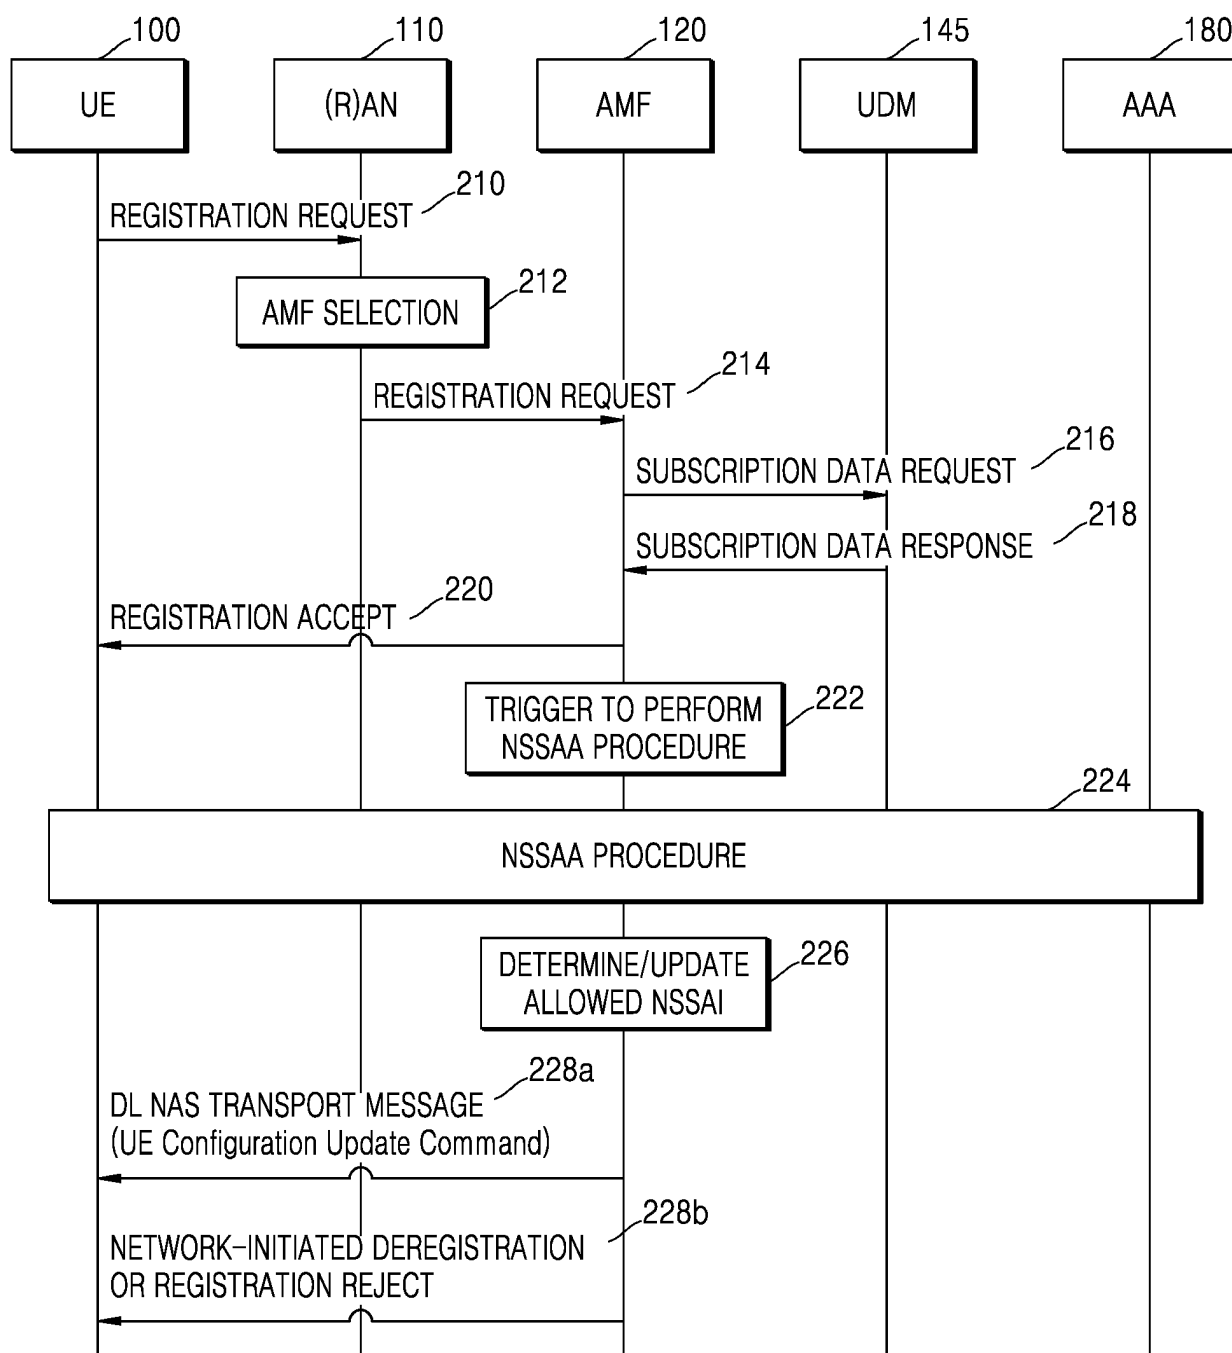 100
110
120
145
180
UE
(R)AN
AMF
UDM
AAA
210
REGISTRATION REQUEST
212
AMF SELECTION
214
REGISTRATION REQUEST
216
SUBSCRIPTION DATA REQUEST
218
SUBSCRIPTION DATA RESPONSE
220
REGISTRATION ACCEPT
222
TRIGGER TO PERFORM
NSSAA PROCEDURE
224
NSSAA PROCEDURE
226
DETERMINE/UPDATE
ALLOWED NSSAI
228a
DL NAS TRANSPORT MESSAGE
(UE Configuration Update Command)
228b
NETWORK-INITIATED DEREGISTRATION
OR REGISTRATION REJECT